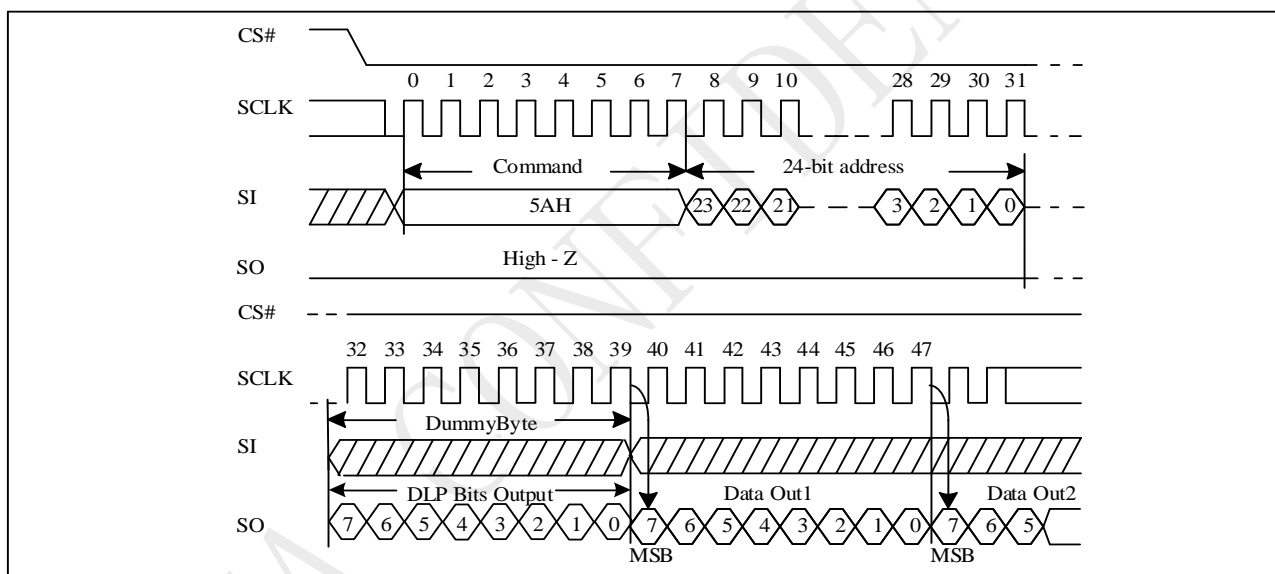 CS#
0 1 2 3 4 5 6 7 8 9 10 28 29 30 31
SCLK
Command 24-bit address
SI
5AH 23 22 21 3 2 1 0
High - Z
SO
CS#
32 33 34 35 36 37 38 39 40 41 42 43 44 45 46 47
SCLK
DummyByte
SI
DLP Bits Output Data Out1 Data Out2
SO 7 6 5 4 3 2 1 0 7 6 5 4 3 2 1 0 7 6 5
MSB MSB